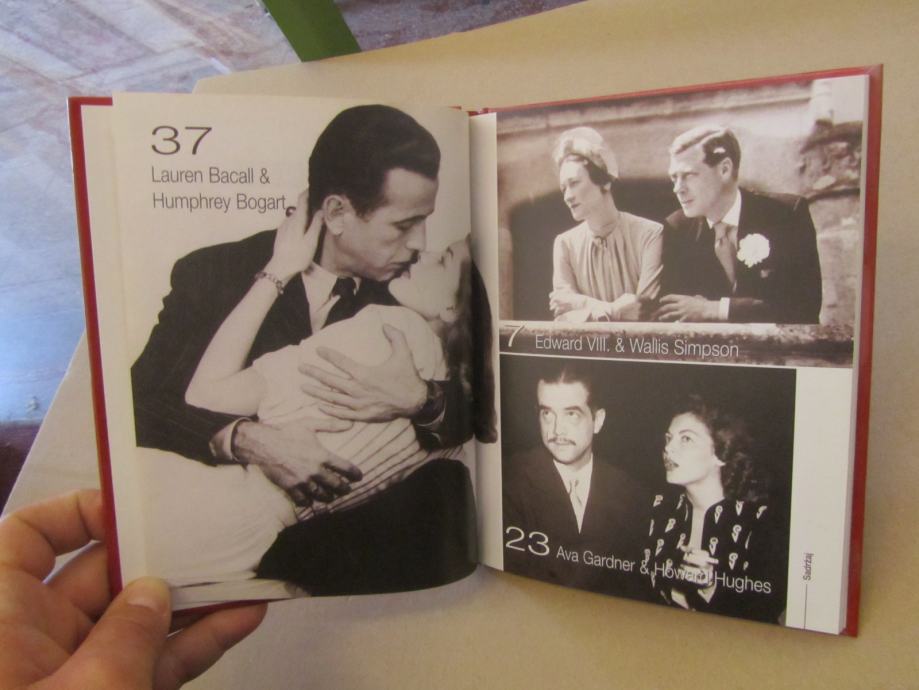 37
Lauren Bacall &
Humphrey Bogart
7 Edward VIII. & Wallis Simpson
23 Ava Gardner & Howard Hughes
Sadržaj